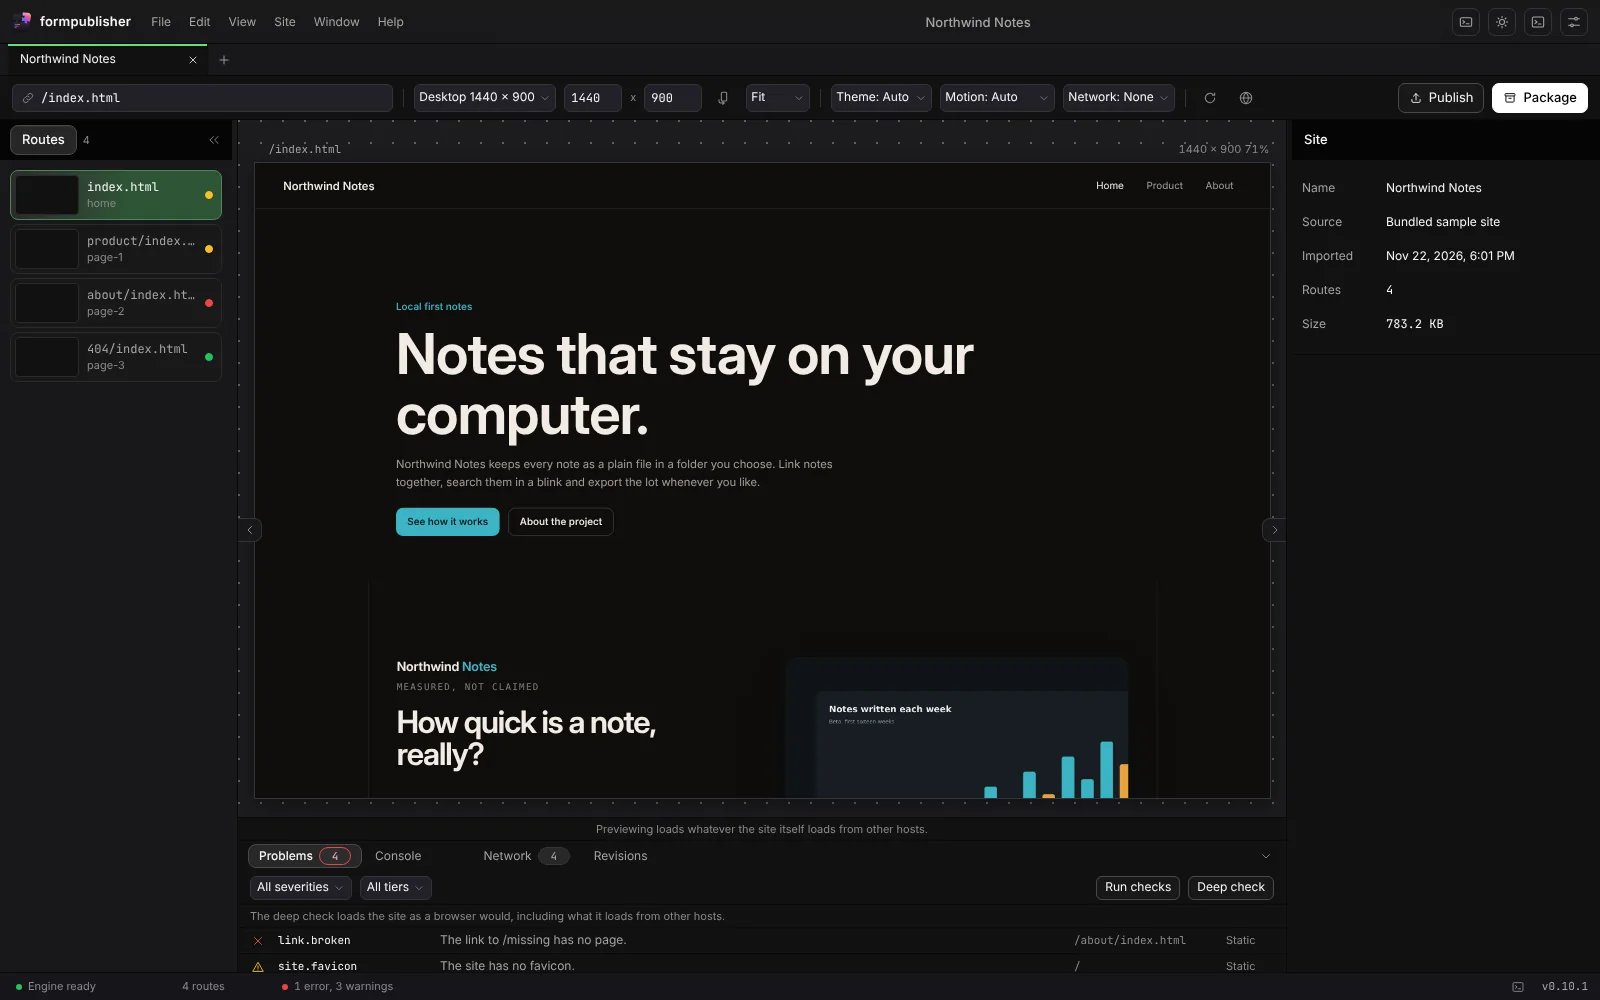 formpublisher File Edit View Site Window Help
Northwind Notes
Northwind Notes
/index.html
Desktop 1440 × 900
1440 x 900
Fit
Theme: Auto
Motion: Auto
Network: None
Publish
Package
Routes 4
index.html
home
product/index.…
page-1
about/index.ht…
page-2
404/index.html
page-3
/index.html
1440 × 900 71%
Northwind Notes
Home Product About
Local first notes
Notes that stay on your
computer.
Northwind Notes keeps every note as a plain file in a folder you choose. Link notes
together, search them in a blink and export the lot whenever you like.
See how it works
About the project
Northwind Notes
MEASURED, NOT CLAIMED
How quick is a note,
really?
Notes written each week
Beta, first sixteen weeks
Previewing loads whatever the site itself loads from other hosts.
Site
Name Northwind Notes
Source Bundled sample site
Imported Nov 22, 2026, 6:01 PM
Routes 4
Size 783.2 KB
Problems 4 Console Network 4 Revisions
All severities
All tiers
Run checks
Deep check
The deep check loads the site as a browser would, including what it loads from other hosts.
link.broken The link to /missing has no page. /about/index.html Static
site.favicon The site has no favicon. / Static
Engine ready 4 routes 1 error, 3 warnings v0.10.1